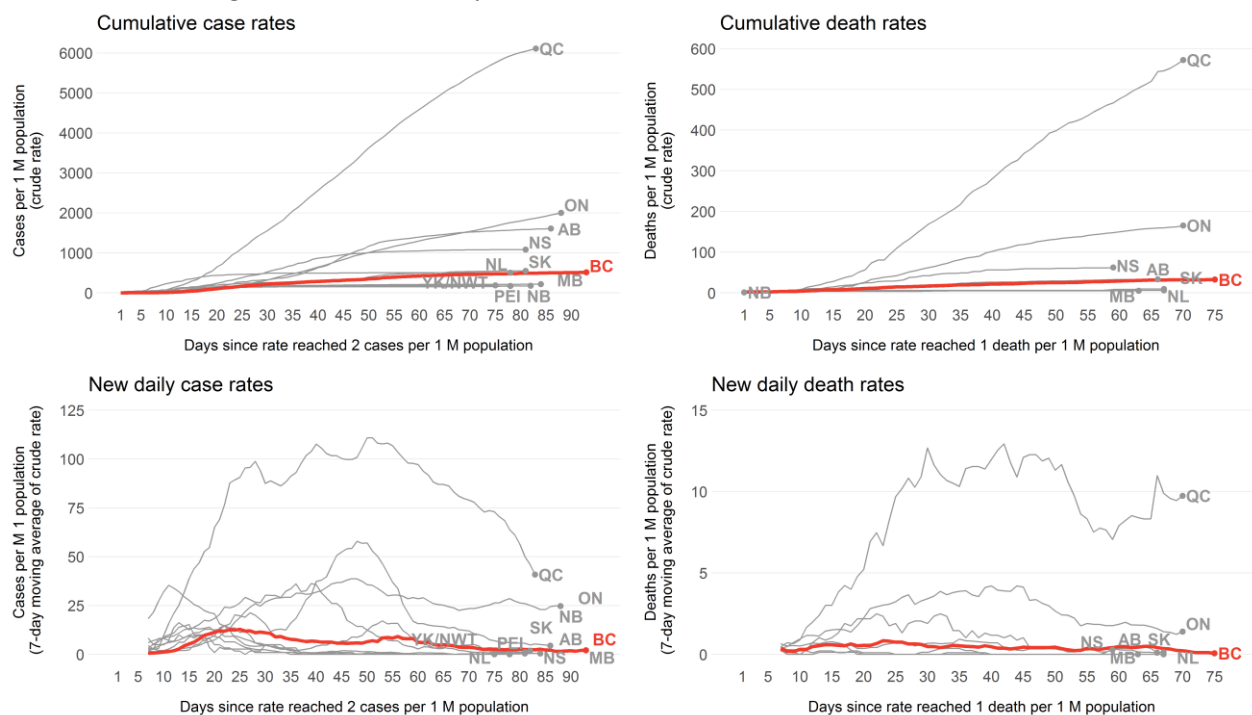 Cumulative case rates
Cases per 1 M population
(crude rate)
6000
5000
4000
3000
2000
1000
0
QC
ON
AB
NS
NL
SK
BC
YK/NWT
MB
PEI
NB
1 5 10 15 20 25 30 35 40 45 50 55 60 65 70 75 80 85 90
Days since rate reached 2 cases per 1 M population
Cumulative death rates
Deaths per 1 M population
(crude rate)
600
500
400
300
200
100
0
QC
ON
NS
AB
SK
BC
NB
MB
NL
1 5 10 15 20 25 30 35 40 45 50 55 60 65 70 75
Days since rate reached 1 death per 1 M population
New daily case rates
Cases per M 1 population
(7-day moving average of crude rate)
125
100
75
50
25
0
QC
ON
NB
SK
YK/NWT
PEI
AB
BC
NL
NS
MB
1 5 10 15 20 25 30 35 40 45 50 55 60 65 70 75 80 85 90
Days since rate reached 2 cases per 1 M population
New daily death rates
Deaths per 1 M population
(7-day moving average of crude rate)
15
10
5
0
QC
ON
NS
AB
SK
MB
NL
BC
1 5 10 15 20 25 30 35 40 45 50 55 60 65 70 75
Days since rate reached 1 death per 1 M population